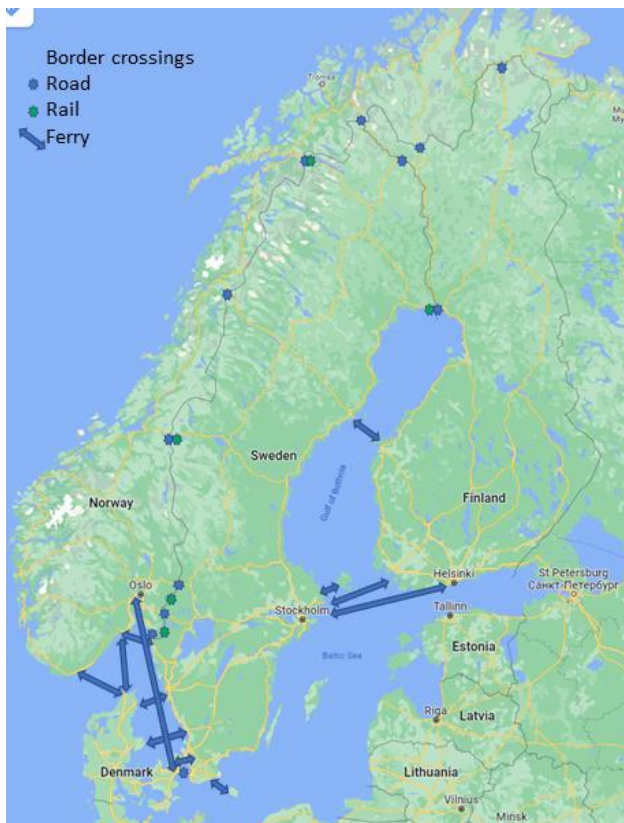 Border crossings
Road
Rail
Ferry
Tromsø
Sweden
Norway
Gulf of Bothnia
Finland
Oslo
Stockholm
Helsinki
St Petersburg
Санкт-Петербург
Tallinn
Baltic Sea
Estonia
Riga
Latvia
Denmark
Lithuania
Vilnius
Minsk